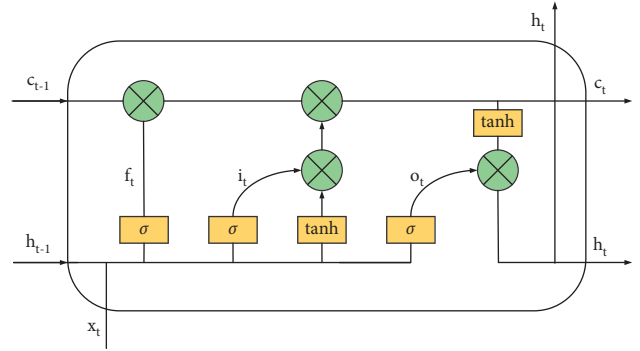 h_t
c_{t-1}
c_t
tanh
f_t
i_t
o_t
σ
σ
tanh
σ
h_{t-1}
h_t
x_t